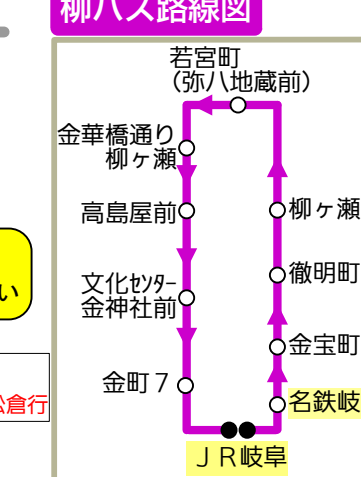 柳バス路線図
若宮町
（弥八地蔵前）
金華橋通り
柳ヶ瀬
高島屋前
柳ヶ瀬
徹明町
文化ｾﾝﾀｰ
金神社前
金宝町
金町７
名鉄岐
ＪＲ岐阜
い
倉行